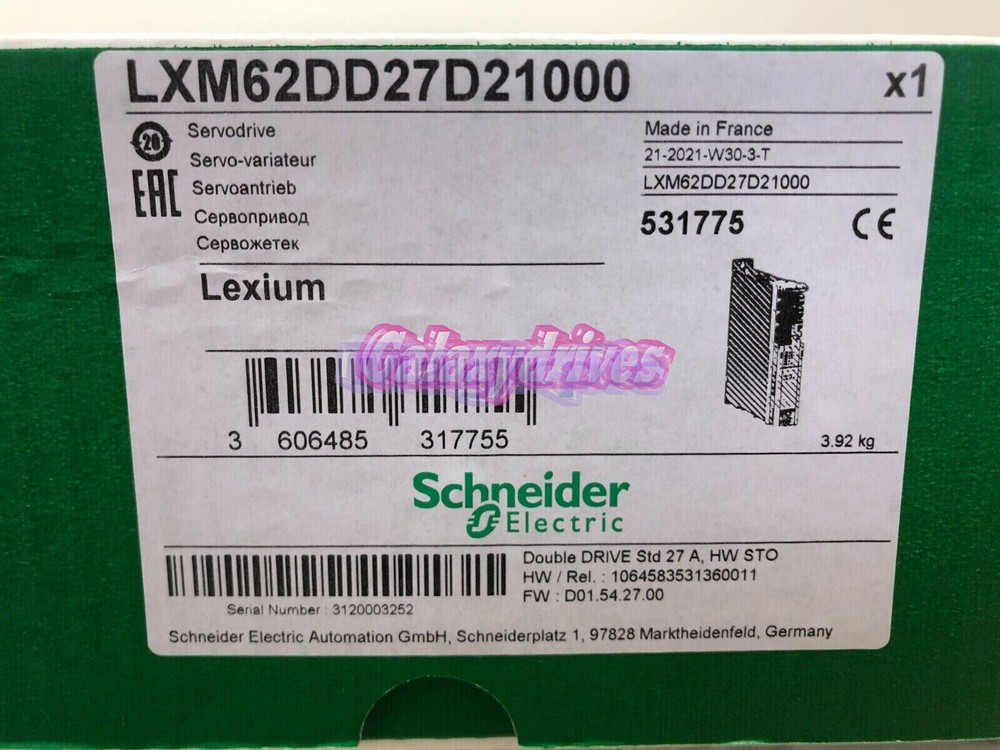 LXM62DD27D21000 x1
20
EAC
Servodrive
Servo-variateur
Servoantrieb
Сервопривод
Сервожетек
Made in France
21-2021-W30-3-T
LXM62DD27D21000
531775 CE
Lexium
Galaxydrives
3 606485 317755
3.92 kg
Schneider
Electric
Double DRIVE Std 27 A, HW STO
HW / Rel. : 1064583531360011
FW : D01.54.27.00
Serial Number : 3120003252
Schneider Electric Automation GmbH, Schneiderplatz 1, 97828 Marktheidenfeld, Germany